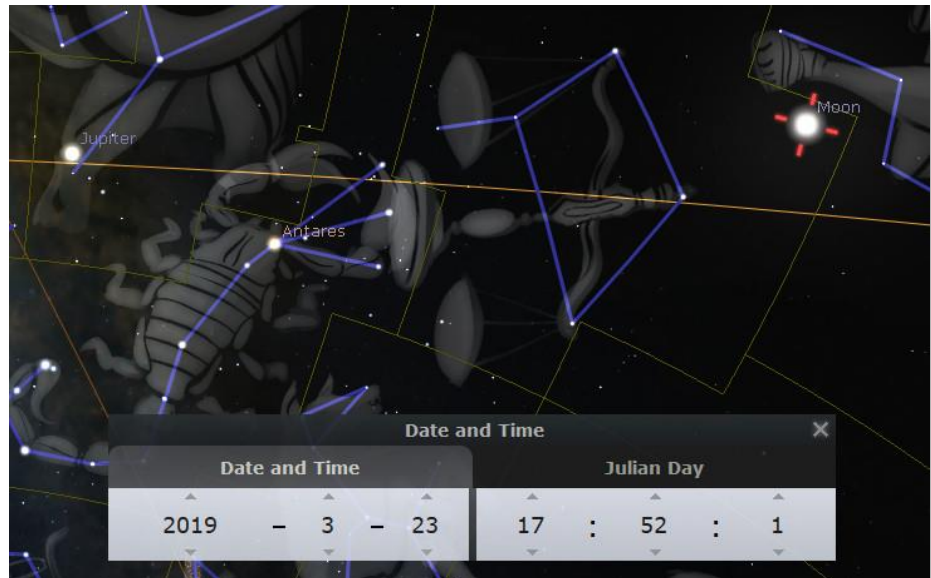 Moon
Jupiter
Antares
Date and Time
Date and Time Julian Day
2019 - 3 - 23 17 : 52 : 1